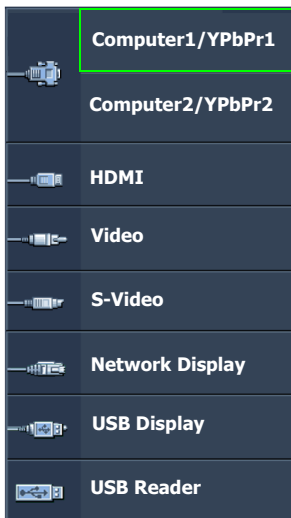 Computer1/YPbPr1
Computer2/YPbPr2
HDMI
Video
S-Video
Network Display
USB Display
USB Reader